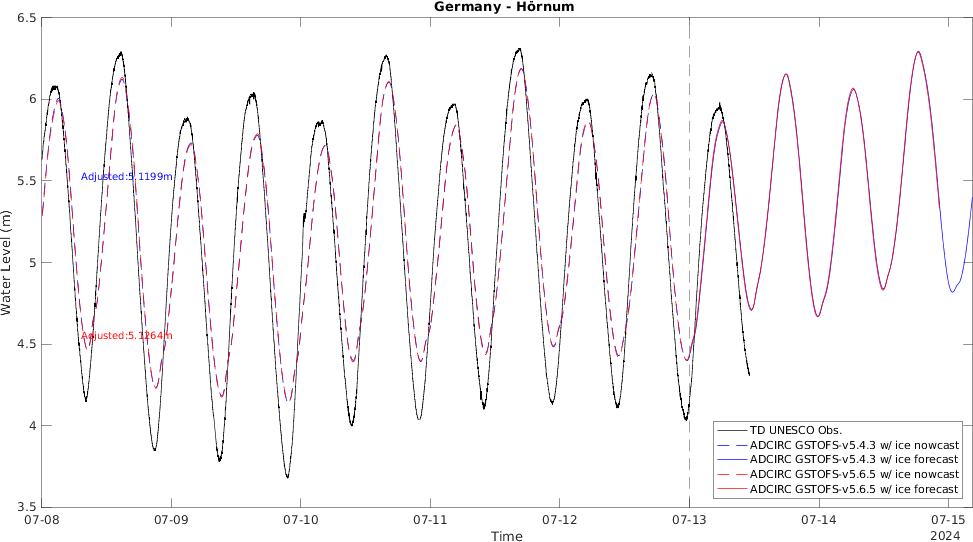 Germany - Hörnum
6.5
6
5.5
5
4.5
4
3.5
Water Level (m)
Adjusted:5.1199m
Adjusted:5.1264m
TD UNESCO Obs.
ADCIRC GSTOFS-v5.4.3 w/ ice nowcast
ADCIRC GSTOFS-v5.4.3 w/ ice forecast
ADCIRC GSTOFS-v5.6.5 w/ ice nowcast
ADCIRC GSTOFS-v5.6.5 w/ ice forecast
07-08 07-09 07-10 07-11 07-12 07-13 07-14 07-15
Time 2024